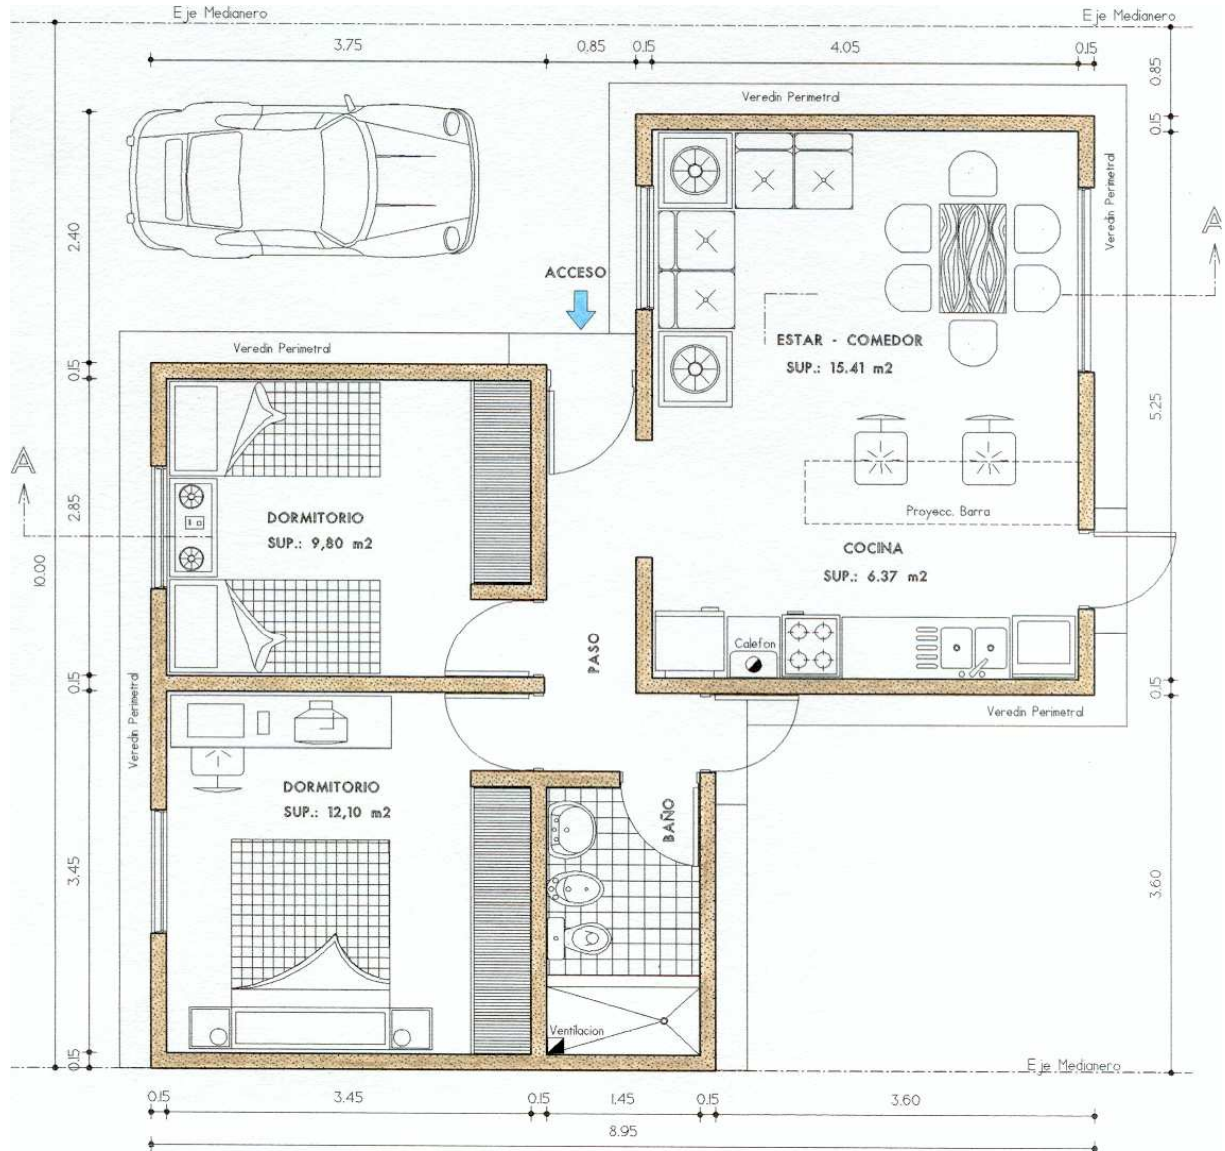 Eje Medianero
Eje Medianero
3.75
0,85
0.15
4.05
0.15
0.85
Veredin Perimetral
0.15
2.40
Veredin Perimetral
A
ACCESO
ESTAR - COMEDOR
SUP.: 15.41 m2
Veredin Perimetral
0.15
5.25
A
2.85
10.00
DORMITORIO
SUP.: 9,80 m2
Proyecc. Barra
COCINA
SUP.: 6.37 m2
Calefon
PASO
0.15
0.15
Veredin Perimetral
Veredin Perimetral
DORMITORIO
SUP.: 12,10 m2
BAÑO
3.45
3.60
Ventilacion
0.15
Eje Medianero
0.15
3.45
0.15
1.45
0.15
3.60
8.95